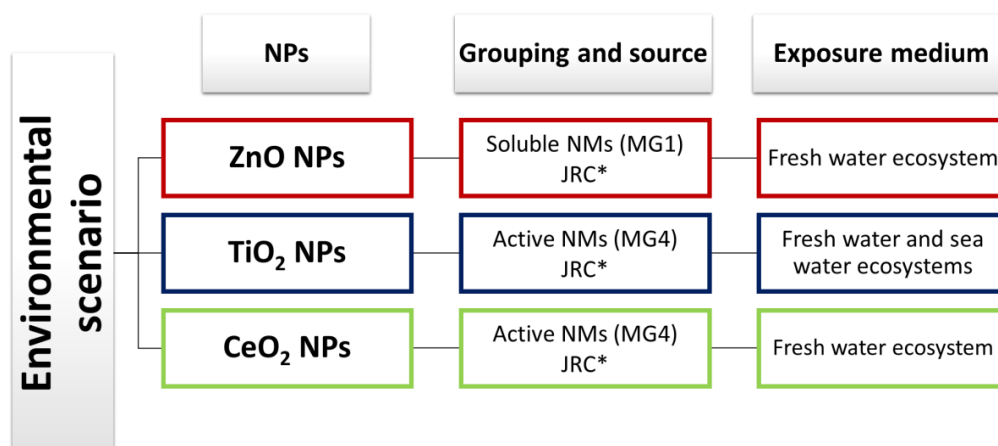 Environmental
scenario
NPs
Grouping and source
Exposure medium
ZnO NPs
Soluble NMs (MG1)
JRC*
Fresh water ecosystem
TiO₂ NPs
Active NMs (MG4)
JRC*
Fresh water and sea
water ecosystems
CeO₂ NPs
Active NMs (MG4)
JRC*
Fresh water ecosystem